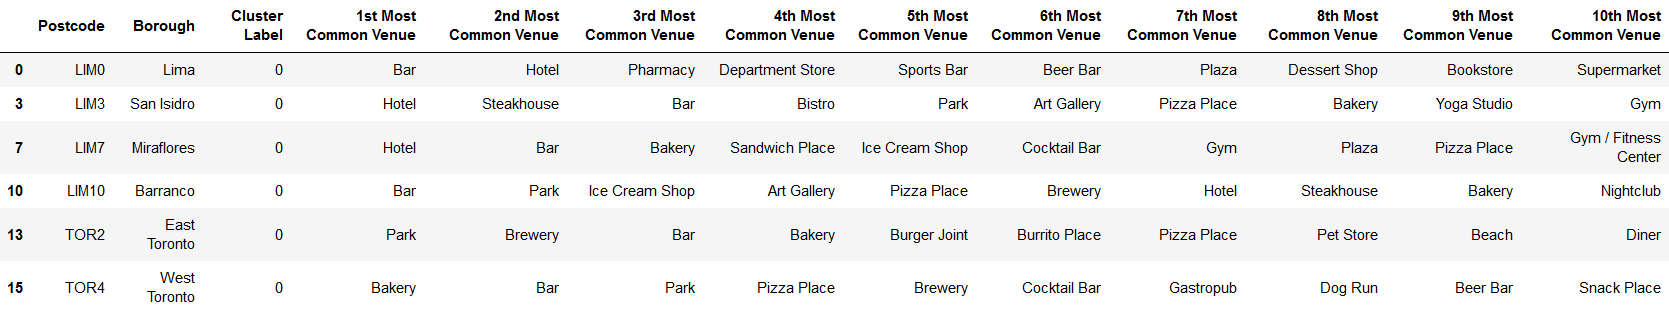 Postcode Borough Cluster Label 1st Most Common Venue 2nd Most Common Venue 3rd Most Common Venue 4th Most Common Venue 5th Most Common Venue 6th Most Common Venue 7th Most Common Venue 8th Most Common Venue 9th Most Common Venue 10th Most Common Venue
0 LIM0 Lima 0 Bar Hotel Pharmacy Department Store Sports Bar Beer Bar Plaza Dessert Shop Bookstore Supermarket
3 LIM3 San Isidro 0 Hotel Steakhouse Bar Bistro Park Art Gallery Pizza Place Bakery Yoga Studio Gym
7 LIM7 Miraflores 0 Hotel Bar Bakery Sandwich Place Ice Cream Shop Cocktail Bar Gym Plaza Pizza Place Gym / Fitness Center
10 LIM10 Barranco 0 Bar Park Ice Cream Shop Art Gallery Pizza Place Brewery Hotel Steakhouse Bakery Nightclub
13 TOR2 East Toronto 0 Park Brewery Bar Bakery Burger Joint Burrito Place Pizza Place Pet Store Beach Diner
15 TOR4 West Toronto 0 Bakery Bar Park Pizza Place Brewery Cocktail Bar Gastropub Dog Run Beer Bar Snack Place